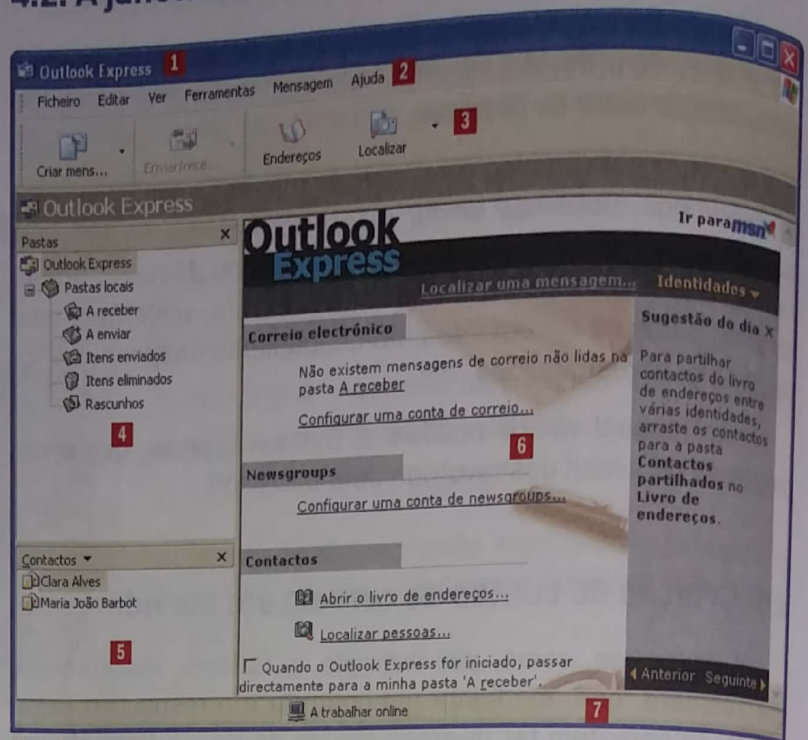 4.2. A
Outlook Express 1
Ficheiro Editar Ver Ferramentas Mensagem Ajuda 2
Criar mens... Enviar/rece... Endereços Localizar 3
Outlook Express
Pastas
Outlook Express
Pastas locais
A receber
A enviar
Itens enviados
Itens eliminados
Rascunhos
4
Contactos
Clara Alves
Maria João Barbot
5
Outlook
Express
Ir para msn
Localizar uma mensagem... Identidades
Correio electrónico
Não existem mensagens de correio não lidas na
pasta A receber
Configurar uma conta de correio...
6
Newsgroups
Configurar uma conta de newsgroups...
Contactos
Abrir o livro de endereços...
Localizar pessoas...
Quando o Outlook Express for iniciado, passar
directamente para a minha pasta 'A receber'.
Sugestão do dia x
Para partilhar
contactos do livro
de endereços entre
várias identidades,
arraste os contactos
para a pasta
Contactos
partilhados no
Livro de
endereços.
Anterior Seguinte
A trabalhar online 7